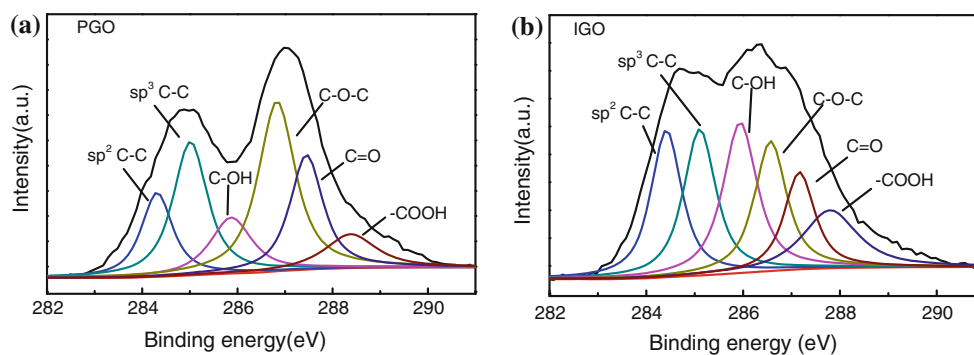 (a)
PGO
sp³ C-C
sp² C-C
C-OH
C-O-C
C=O
-COOH
Intensity(a.u.)
282 284 286 288 290
Binding energy(eV)
(b)
IGO
sp³ C-C
sp² C-C
C-OH
C-O-C
C=O
-COOH
Intensity(a.u.)
282 284 286 288 290
Binding energy (eV)